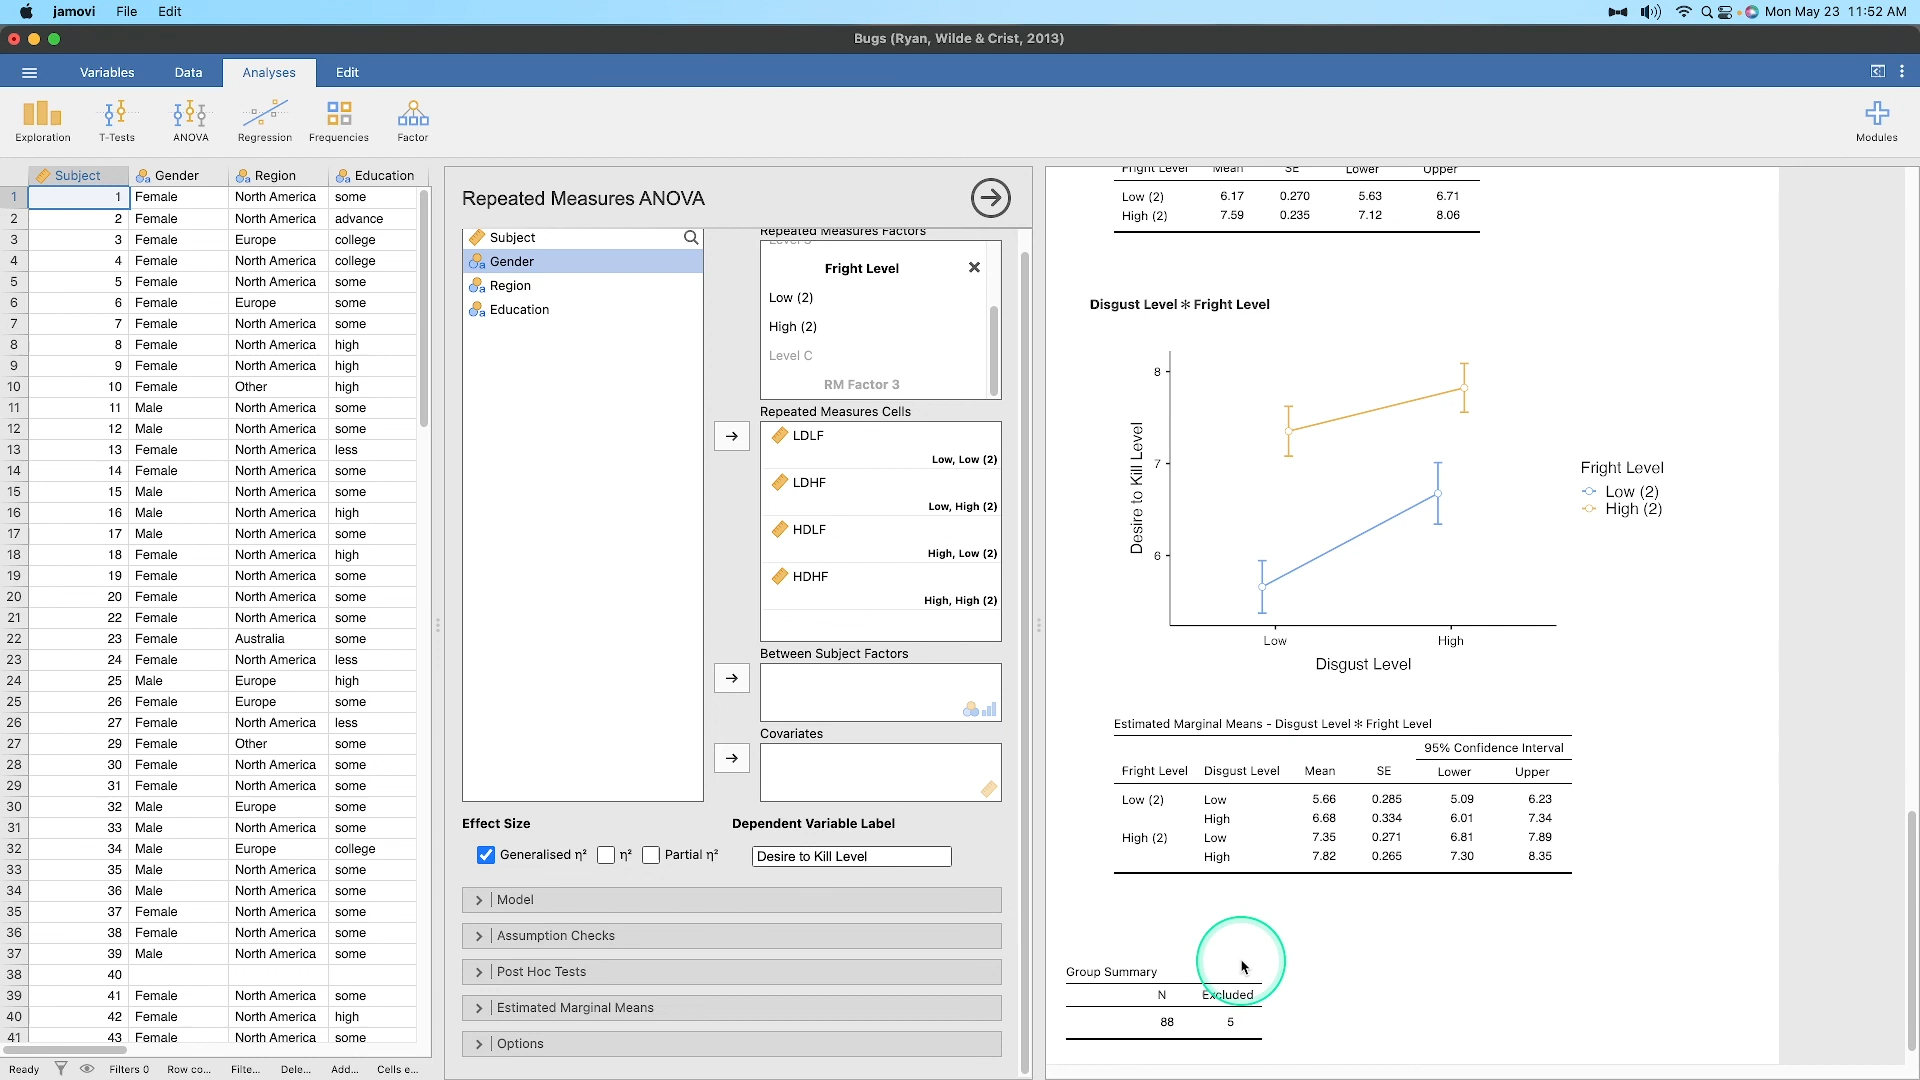 jamovi File Edit Mon May 23 11:52 AM
Bugs (Ryan, Wilde & Crist, 2013)
Variables Data Analyses Edit
Exploration T-Tests ANOVA Regression Frequencies Factor Modules
Subject Gender Region Education
1 1 Female North America some
2 2 Female North America advance
3 3 Female Europe college
4 4 Female North America college
5 5 Female North America some
6 6 Female Europe some
7 7 Female North America some
8 8 Female North America high
9 9 Female North America high
10 10 Female Other high
11 11 Male North America some
12 12 Male North America some
13 13 Male North America less
14 14 Female North America some
15 15 Male North America some
16 16 Male North America high
17 17 Male North America some
18 18 Female North America high
19 19 Female North America some
20 20 Female North America some
21 22 Female North America some
22 23 Female Australia some
23 24 Female North America less
24 25 Male Europe high
25 26 Female Europe some
26 27 Female North America less
27 29 Female Other some
28 30 Female North America some
29 31 Female North America some
30 32 Male Europe some
31 33 Male North America some
32 34 Male Europe college
33 35 Male North America some
34 36 Male North America some
35 37 Female North America some
36 38 Female North America some
37 39 Male North America some
38 40
39 41 Female North America some
40 42 Female North America high
41 43 Female North America some
Ready Filters 0 Row co... Filte... Dele... Add... Cells e...
Repeated Measures ANOVA
Subject
Gender
Region
Education
Repeated Measures Factors
Level 3
Fright Level
Low (2)
High (2)
Level C
RM Factor 3
Repeated Measures Cells
LDLF
Low, Low (2)
LDHF
Low, High (2)
HDLF
High, Low (2)
HDHF
High, High (2)
Between Subject Factors
Covariates
Effect Size
Generalised η² η² Partial η²
Dependent Variable Label
Desire to Kill Level
Model
Assumption Checks
Post Hoc Tests
Estimated Marginal Means
Options
Fright Level Mean SE Lower Upper
Low (2) 6.17 0.270 5.63 6.71
High (2) 7.59 0.235 7.12 8.06
Disgust Level ✻ Fright Level
8
7
6
Desire to Kill Level
Low High
Disgust Level
Fright Level
Low (2)
High (2)
Estimated Marginal Means - Disgust Level ✻ Fright Level
95% Confidence Interval
Fright Level Disgust Level Mean SE Lower Upper
Low (2) Low 5.66 0.285 5.09 6.23
High 6.68 0.334 6.01 7.34
High (2) Low 7.35 0.271 6.81 7.89
High 7.82 0.265 7.30 8.35
Group Summary
N Excluded
88 5